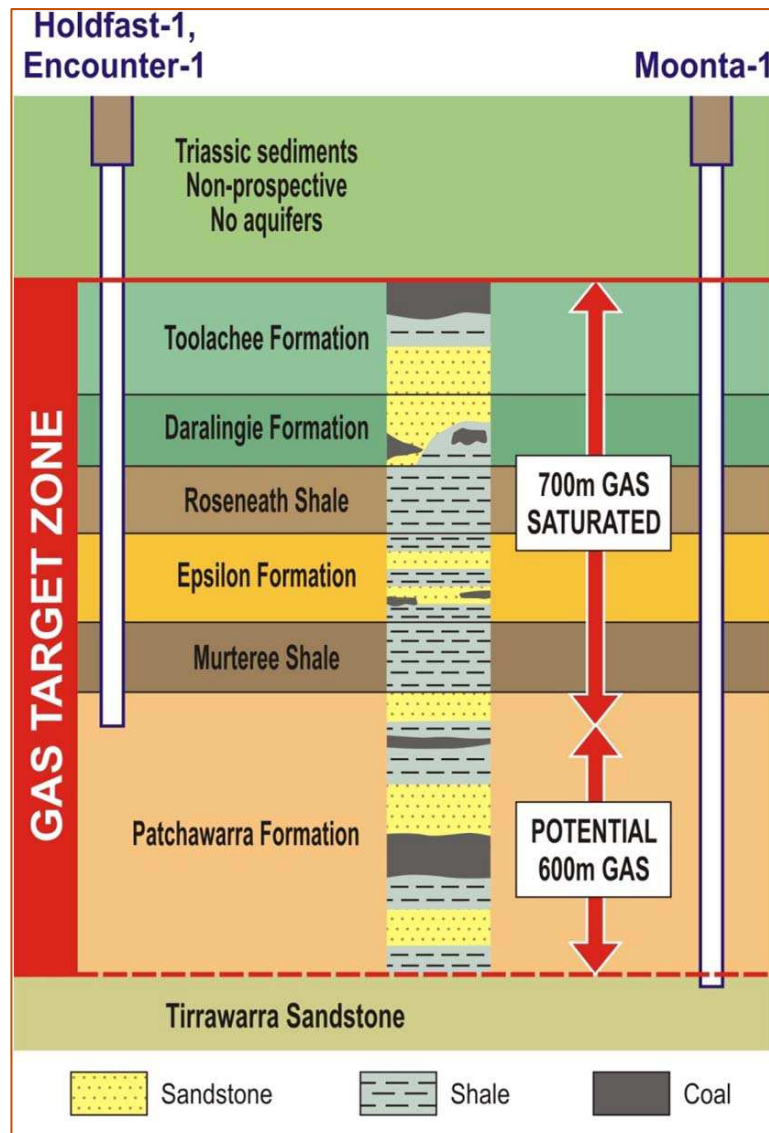 Holdfast-1,
Encounter-1
Moonta-1
Triassic sediments
Non-prospective
No aquifers
GAS TARGET ZONE
Toolachee Formation
Daralingie Formation
Roseneath Shale
700m GAS
SATURATED
Epsilon Formation
Murteree Shale
Patchawarra Formation
POTENTIAL
600m GAS
Tirrawarra Sandstone
Sandstone
Shale
Coal